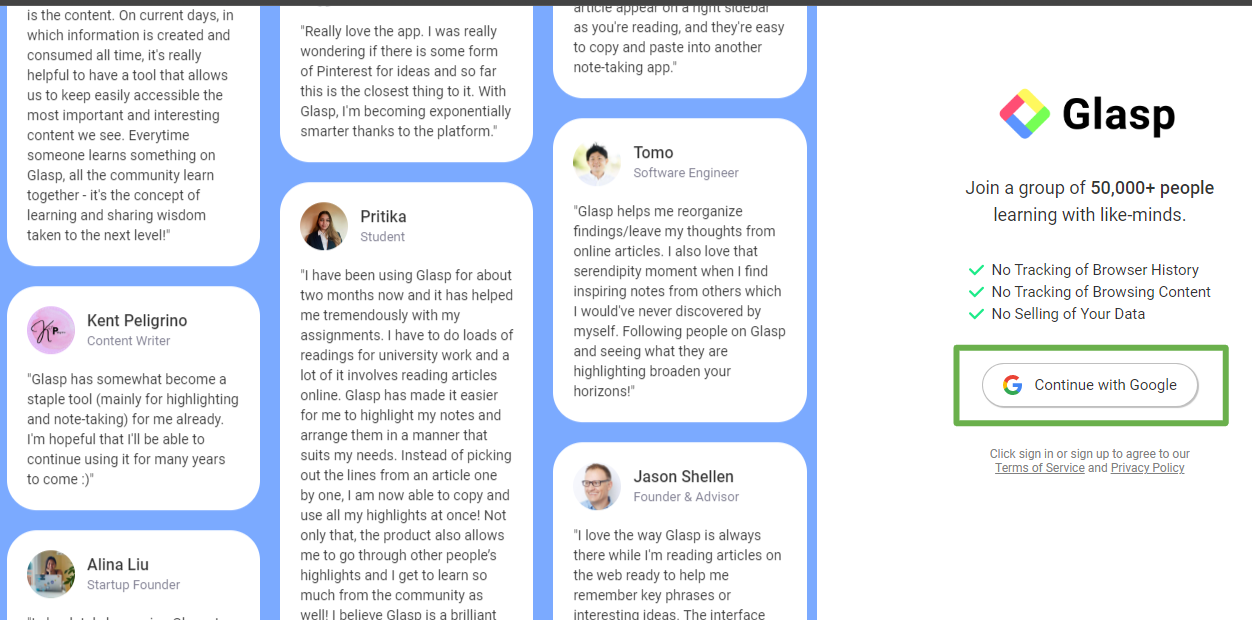 is the content. On current days, in
which information is created and
consumed all time, it's really
helpful to have a tool that allows
us to keep easily accessible the
most important and interesting
content we see. Everytime
someone learns something on
Glasp, all the community learn
together - it's the concept of
learning and sharing wisdom
taken to the next level!"
Kent Peligrino
Content Writer
"Glasp has somewhat become a
staple tool (mainly for highlighting
and note-taking) for me already.
I'm hopeful that I'll be able to
continue using it for many years
to come :)"
Alina Liu
Startup Founder
"Really love the app. I was really
wondering if there is some form
of Pinterest for ideas and so far
this is the closest thing to it. With
Glasp, I'm becoming exponentially
smarter thanks to the platform."
Pritika
Student
"I have been using Glasp for about
two months now and it has helped
me tremendously with my
assignments. I have to do loads of
readings for university work and a
lot of it involves reading articles
online. Glasp has made it easier
for me to highlight my notes and
arrange them in a manner that
suits my needs. Instead of picking
out the lines from an article one
by one, I am now able to copy and
use all my highlights at once! Not
only that, the product also allows
me to go through other people’s
highlights and I get to learn so
much from the community as
well! I believe Glasp is a brilliant
article appear on a right sidebar
as you're reading, and they're easy
to copy and paste into another
note-taking app."
Tomo
Software Engineer
"Glasp helps me reorganize
findings/leave my thoughts from
online articles. I also love that
serendipity moment when I find
inspiring notes from others which
I would've never discovered by
myself. Following people on Glasp
and seeing what they are
highlighting broaden your
horizons!"
Jason Shellen
Founder & Advisor
"I love the way Glasp is always
there while I'm reading articles on
the web ready to help me
remember key phrases or
interesting ideas. The interface
Glasp
Join a group of 50,000+ people
learning with like-minds.
No Tracking of Browser History
No Tracking of Browsing Content
No Selling of Your Data
Continue with Google
Click sign in or sign up to agree to our
Terms of Service and Privacy Policy